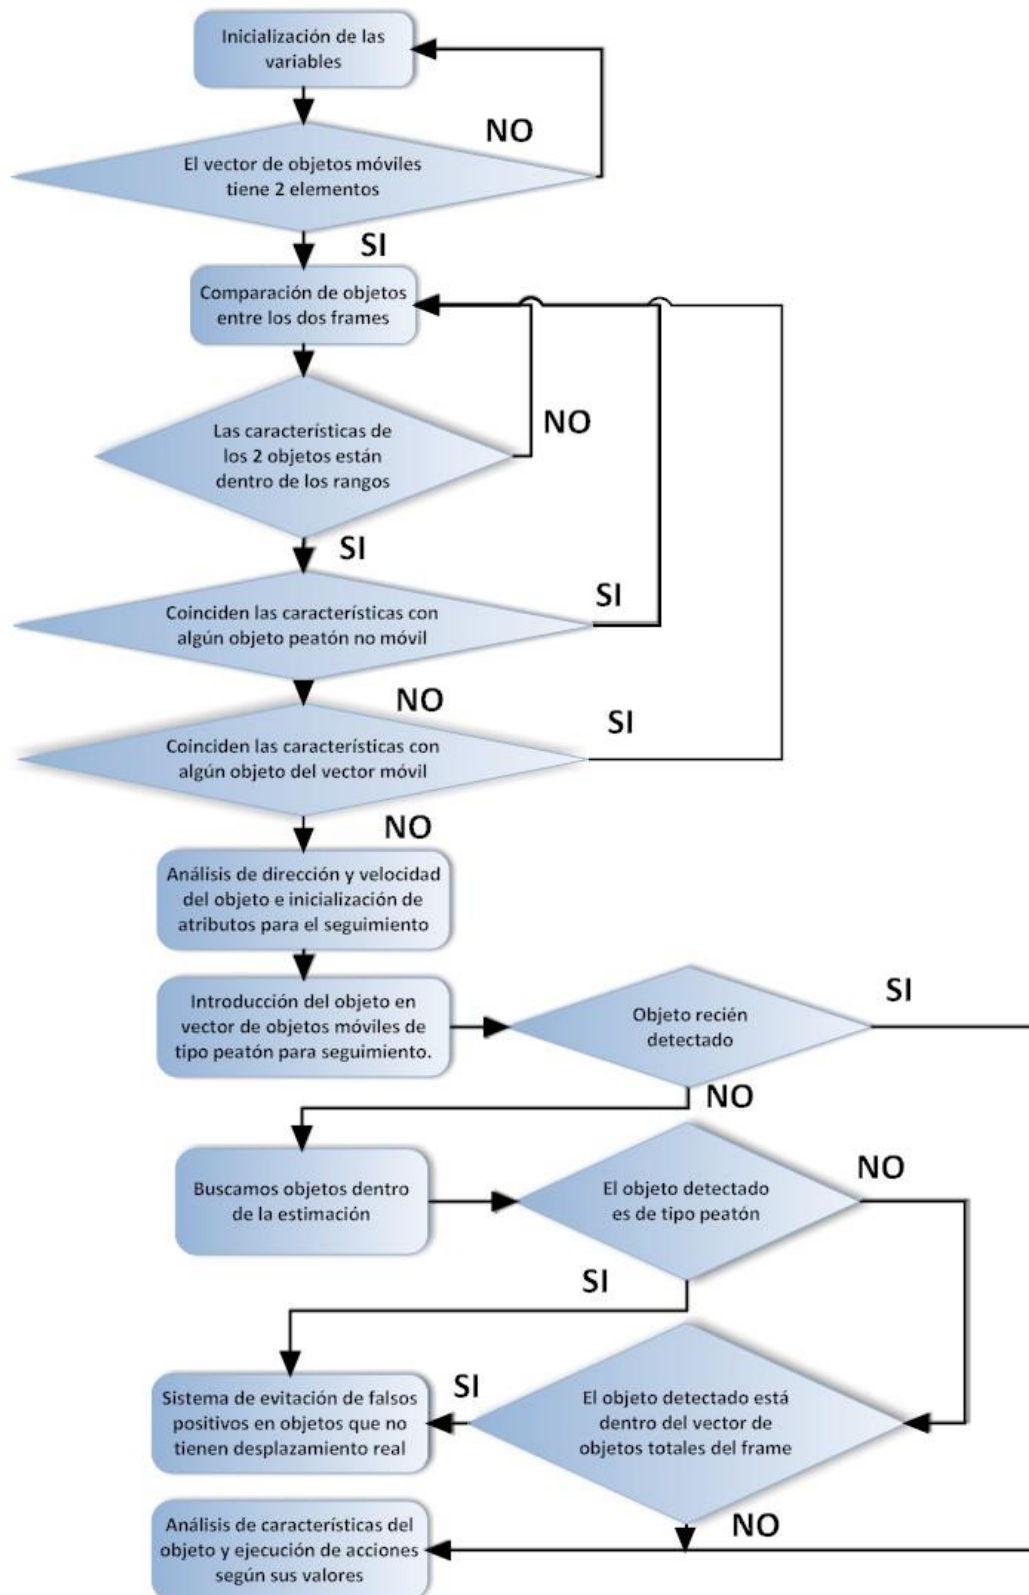 Inicialización de las
variables
NO
El vector de objetos móviles
tiene 2 elementos
SI
Comparación de objetos
entre los dos frames
NO
Las características de
los 2 objetos están
dentro de los rangos
SI
Coinciden las características con
algún objeto peatón no móvil
SI
NO
Coinciden las características con
algún objeto del vector móvil
SI
NO
Análisis de dirección y velocidad
del objeto e inicialización de
atributos para el seguimiento
Introducción del objeto en
vector de objetos móviles de
tipo peatón para seguimiento.
Objeto recién
detectado
SI
NO
Buscamos objetos dentro
de la estimación
El objeto detectado
es de tipo peatón
NO
SI
Sistema de evitación de falsos
positivos en objetos que no
tienen desplazamiento real
SI
El objeto detectado está
dentro del vector de
objetos totales del frame
NO
Análisis de características del
objeto y ejecución de acciones
según sus valores